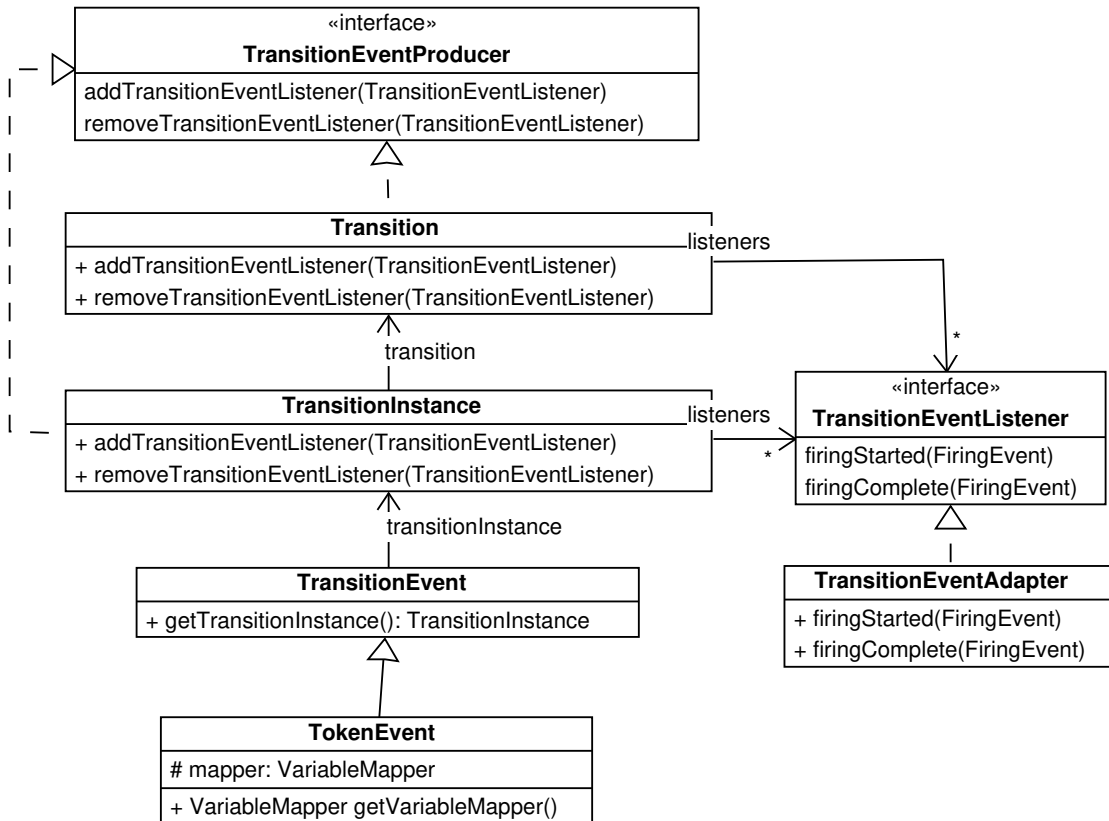 «interface»
TransitionEventProducer
addTransitionEventListener(TransitionEventListener)
removeTransitionEventListener(TransitionEventListener)
Transition
+ addTransitionEventListener(TransitionEventListener)
+ removeTransitionEventListener(TransitionEventListener)
listeners
*
transition
TransitionInstance
+ addTransitionEventListener(TransitionEventListener)
+ removeTransitionEventListener(TransitionEventListener)
listeners
*
«interface»
TransitionEventListener
firingStarted(FiringEvent)
firingComplete(FiringEvent)
transitionInstance
TransitionEvent
+ getTransitionInstance(): TransitionInstance
TransitionEventAdapter
+ firingStarted(FiringEvent)
+ firingComplete(FiringEvent)
TokenEvent
# mapper: VariableMapper
+ VariableMapper getVariableMapper()